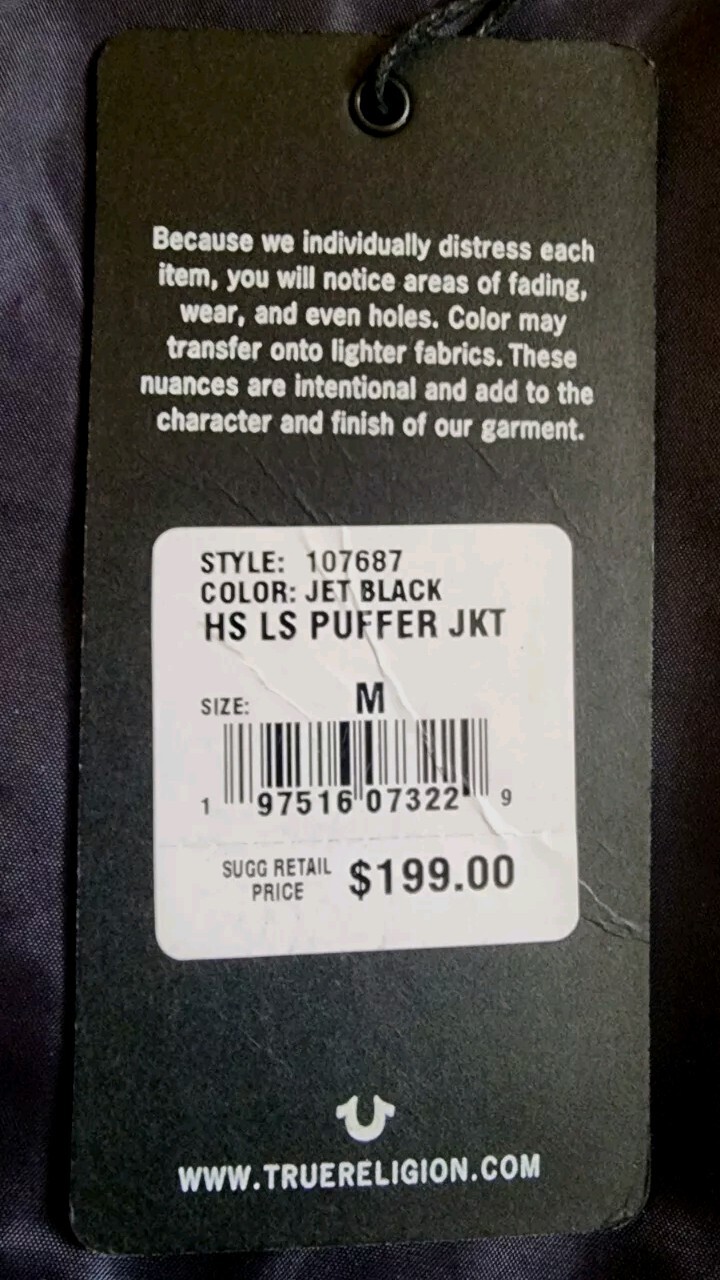 Because we individually distress each
item, you will notice areas of fading,
wear, and even holes. Color may
transfer onto lighter fabrics. These
nuances are intentional and add to the
character and finish of our garment.
STYLE: 107687
COLOR: JET BLACK
HS LS PUFFER JKT
SIZE: M
1 97516 07322 9
SUGG RETAIL
PRICE $199.00
WWW.TRUERELIGION.COM